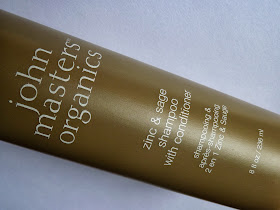 john
masters
organics
zinc & sage
shampoo
with conditioner
shampooing &
après-shampooing
2 en 1 Zinc & Sauge
8 fl oz / 236 ml